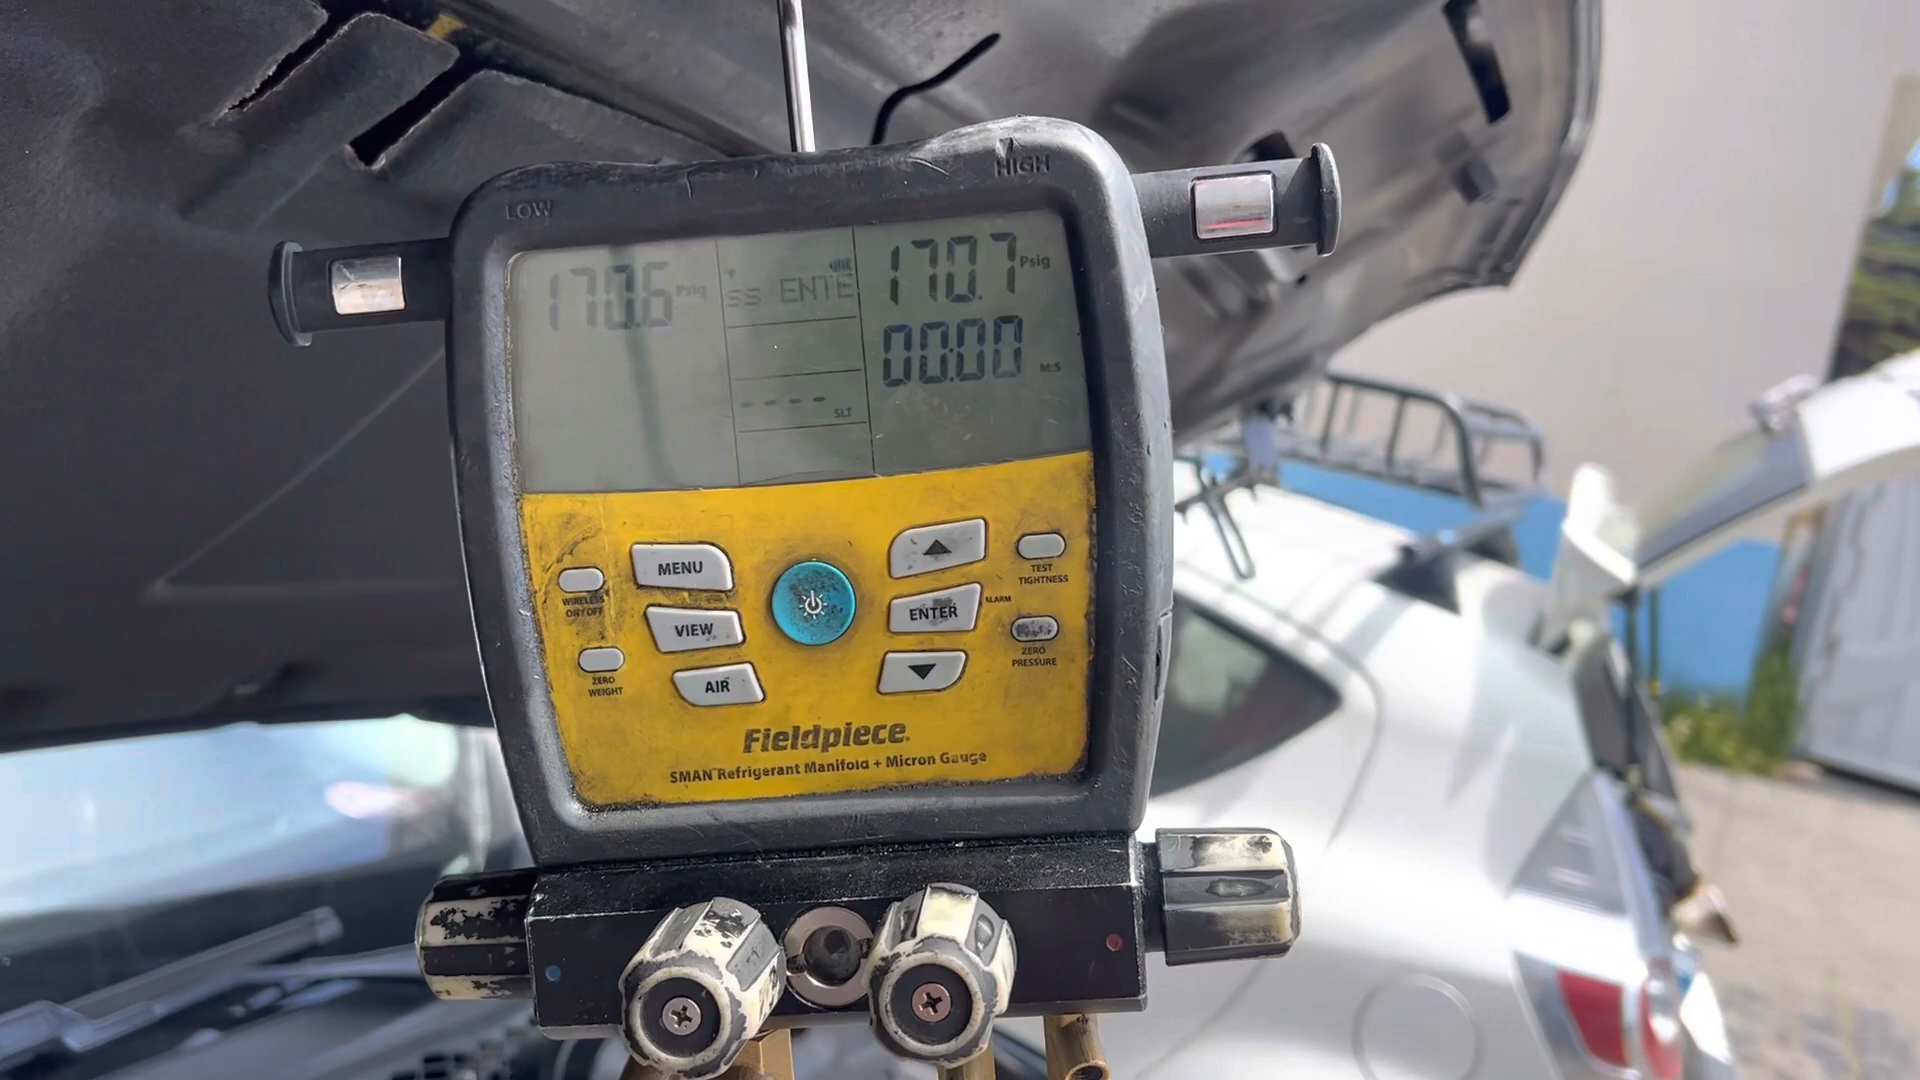 LOW
HIGH
170.6 Psig
SS ENTE
170.7 Psig
00:00 M:S
---- SLT
MENU
VIEW
AIR
WIRELESS
ON/OFF
ZERO
WEIGHT
ENTER
ALARM
TEST
TIGHTNESS
ZERO
PRESSURE
Fieldpiece
SMAN Refrigerant Manifold + Micron Gauge